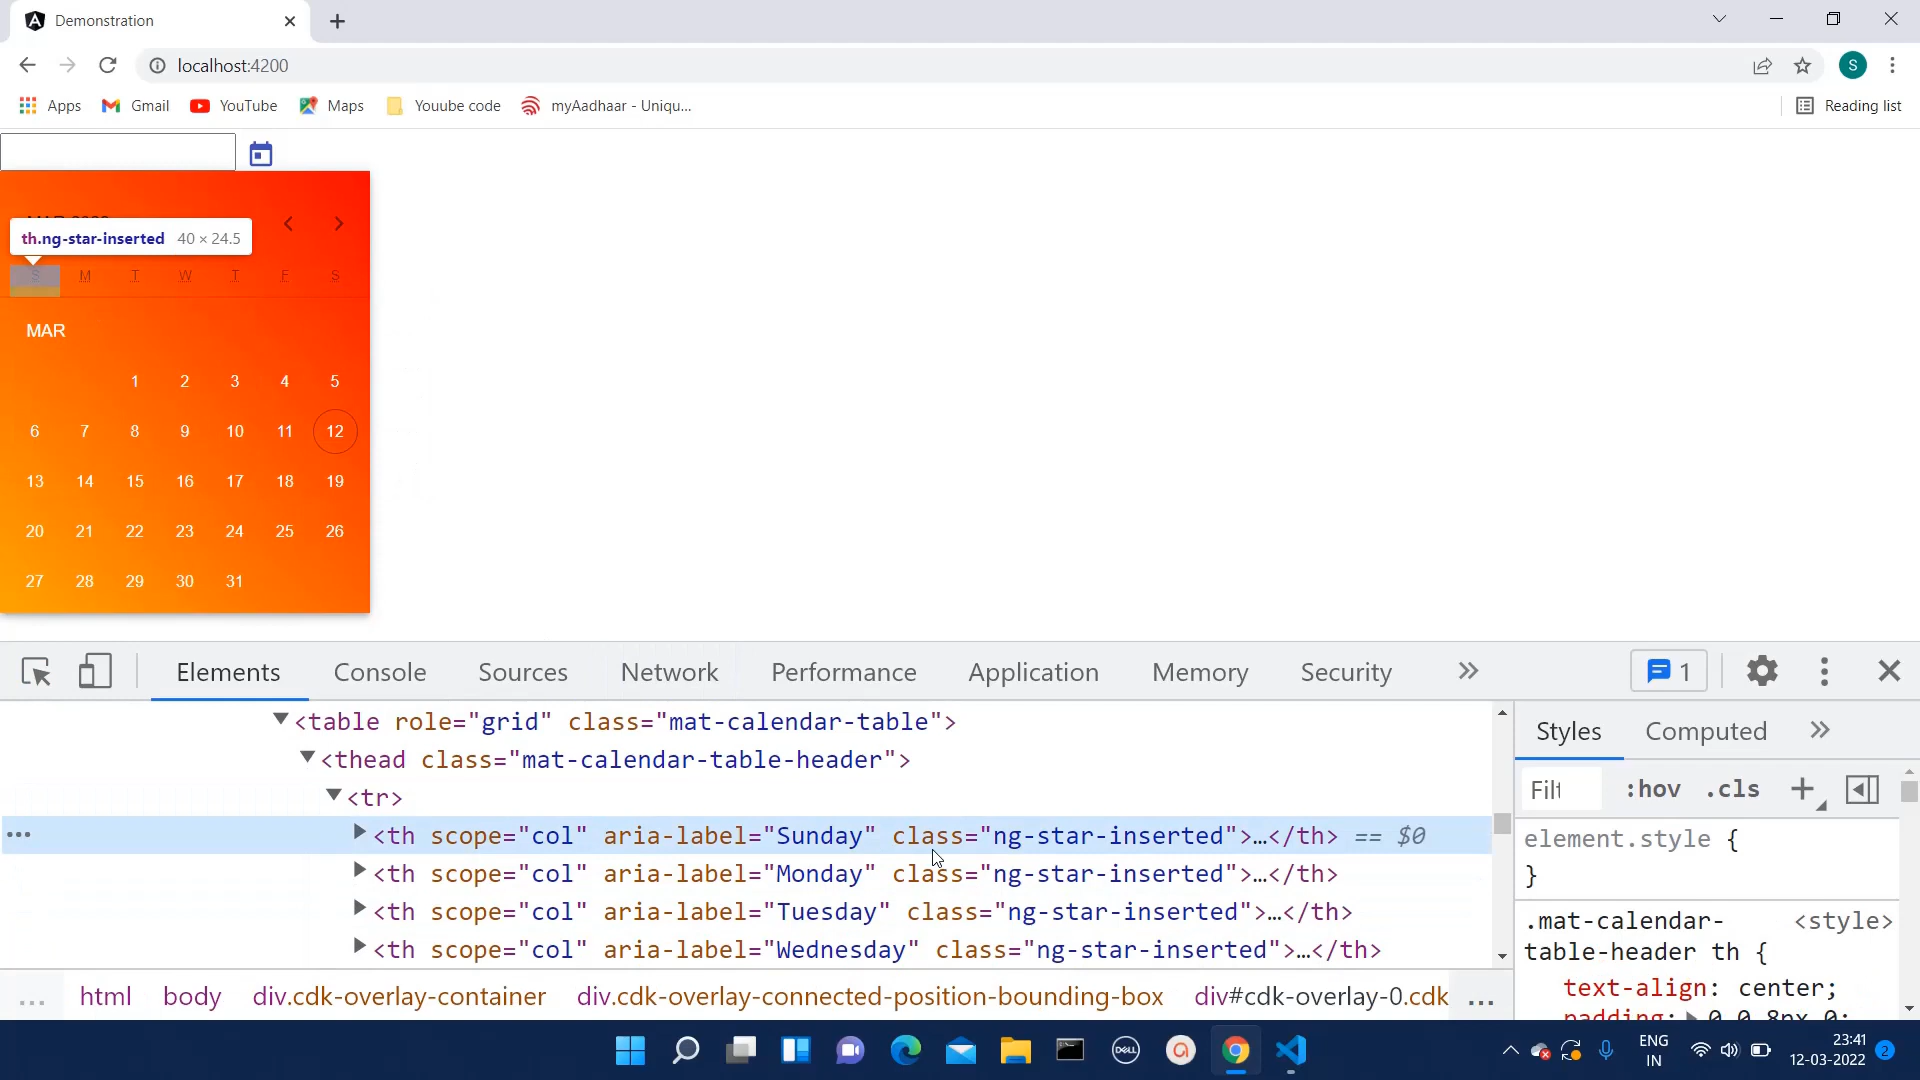 Demonstration
localhost:4200
S
Apps
Gmail
YouTube
Maps
Youube code
myAadhaar - Uniqu...
Reading list
th.ng-star-inserted 40 × 24.5
S M T W T F S
MAR
1 2 3 4 5
6 7 8 9 10 11 12
13 14 15 16 17 18 19
20 21 22 23 24 25 26
27 28 29 30 31
Elements Console Sources Network Performance Application Memory Security
1
<table role="grid" class="mat-calendar-table">
<thead class="mat-calendar-table-header">
<tr>
<th scope="col" aria-label="Sunday" class="ng-star-inserted">…</th> == $0
<th scope="col" aria-label="Monday" class="ng-star-inserted">…</th>
<th scope="col" aria-label="Tuesday" class="ng-star-inserted">…</th>
<th scope="col" aria-label="Wednesday" class="ng-star-inserted">…</th>
... html body div.cdk-overlay-container div.cdk-overlay-connected-position-bounding-box div#cdk-overlay-0.cdk ...
Styles Computed
Filt :hov .cls
element.style {
}
.mat-calendar- <style>
table-header th {
text-align: center;
padding: 0 0 8px 0;
DELL
ENG
IN
23:41
12-03-2022
2